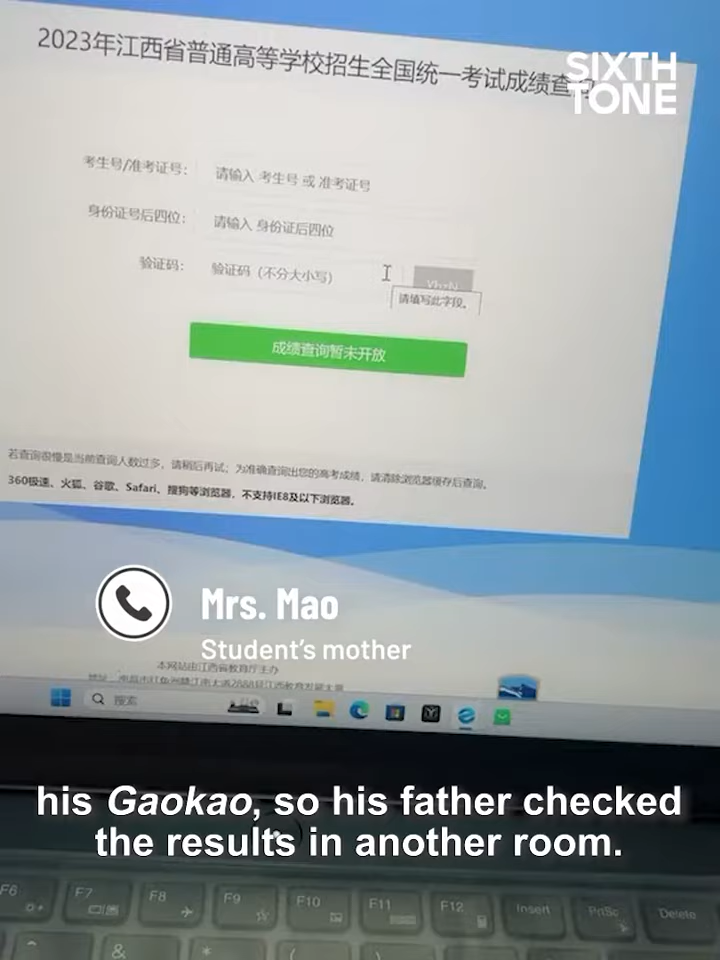 2023年江西省普通高等学校招生全国统一考试成绩查
SIXTH
TONE
考生号/准考证号： 请输入 考生号 或 准考证号
身份证号后四位： 请输入 身份证后四位
验证码： 验证码（不分大小写）
请填写此字段。
成绩查询暂未开放
若查询很慢是当前查询人数过多，请稍后再试；为准确查询出您的高考成绩，请清除浏览器缓存后查询。
360极速、火狐、谷歌、Safari、搜狗等浏览器，不支持IE8及以下浏览器。
Mrs. Mao
Student's mother
本网站由江西省教育厅主办
搜索
his Gaokao, so his father checked
the results in another room.
F6 F7 F8 F9 F10 F11 F12 Insert PrtSc Delete
^ & * ( )